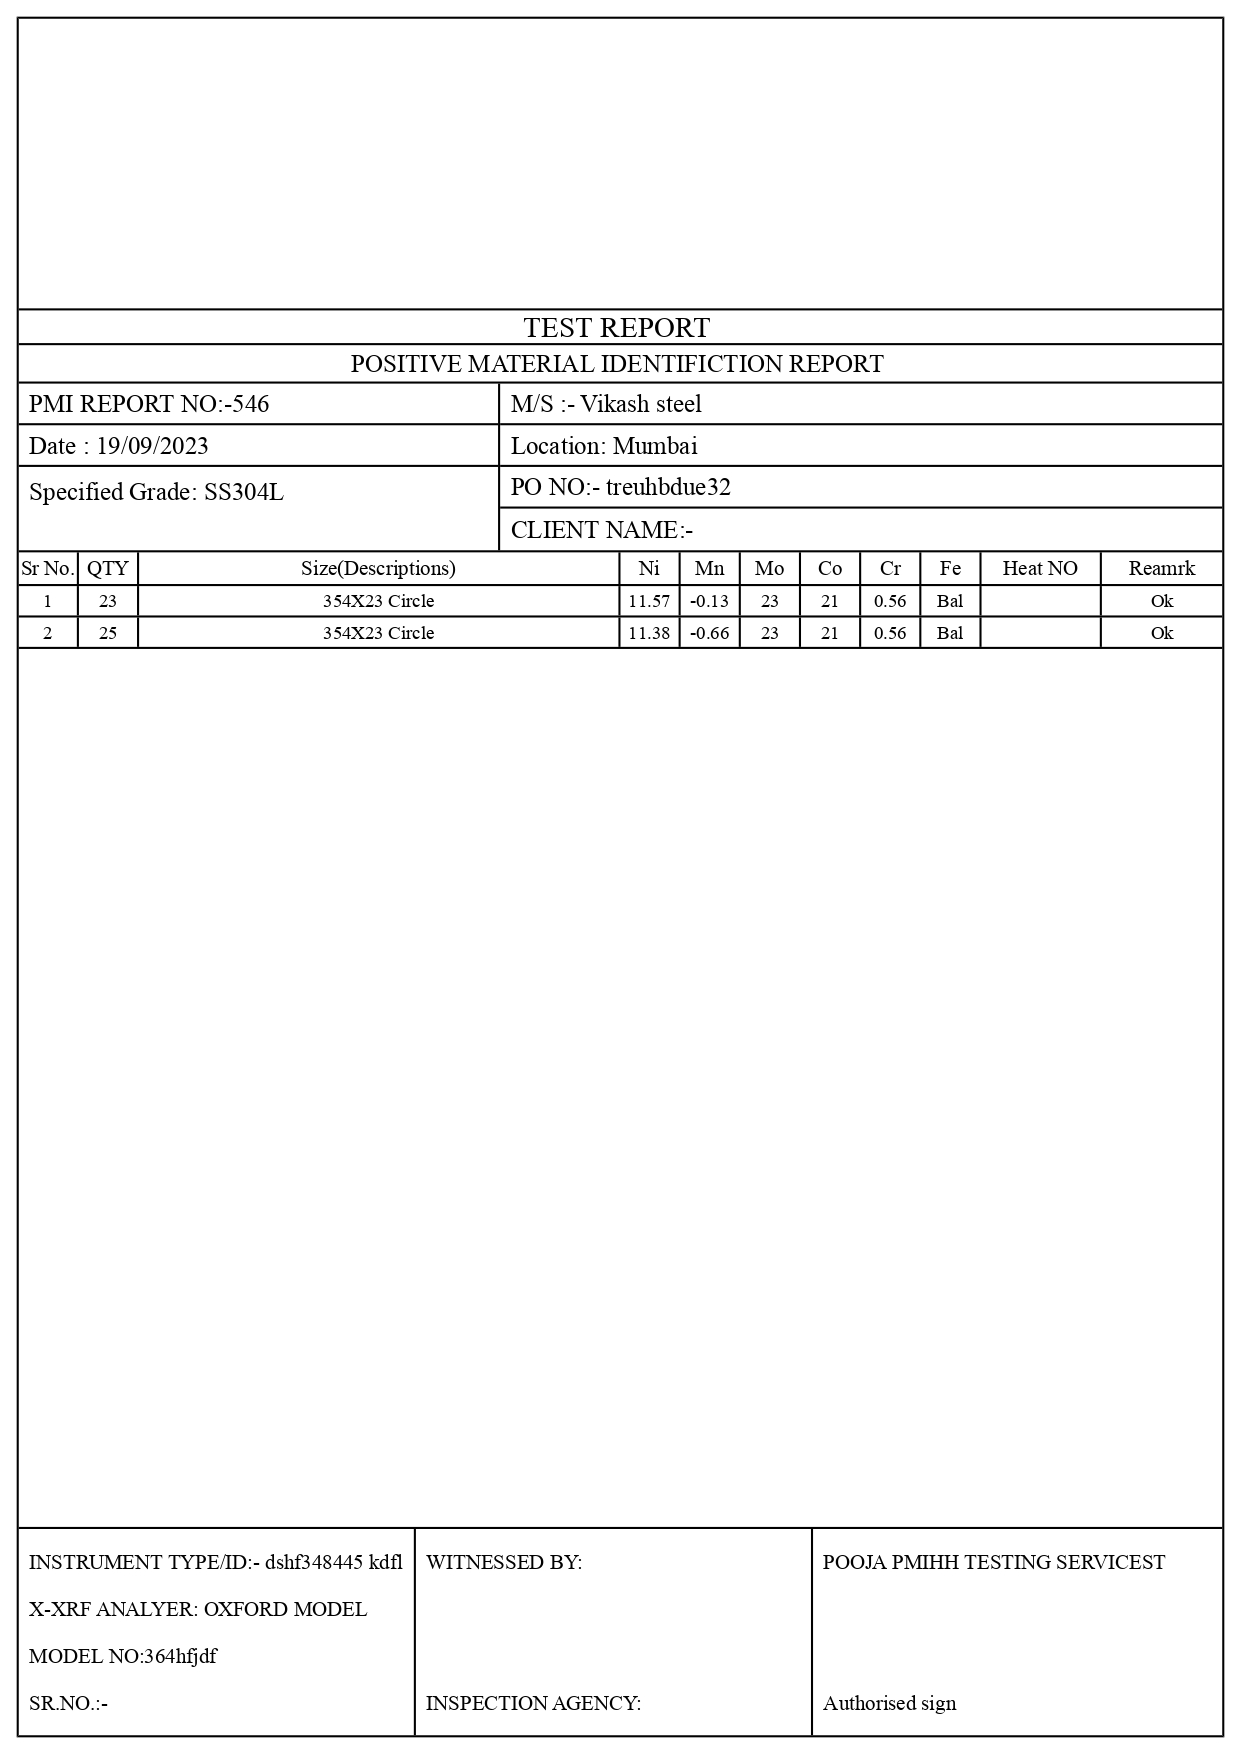 TEST REPORT
POSITIVE MATERIAL IDENTIFICTION REPORT
PMI REPORT NO:-546
M/S :- Vikash steel
Date : 19/09/2023
Location: Mumbai
Specified Grade: SS304L
PO NO:- treuhbdue32
CLIENT NAME:-
Sr No. QTY Size(Descriptions) Ni Mn Mo Co Cr Fe Heat NO Reamrk
1 23 354X23 Circle 11.57 -0.13 23 21 0.56 Bal Ok
2 25 354X23 Circle 11.38 -0.66 23 21 0.56 Bal Ok
INSTRUMENT TYPE/ID:- dshf348445 kdfl
X-XRF ANALYER: OXFORD MODEL
MODEL NO:364hfjdf
SR.NO.:-
WITNESSED BY:
INSPECTION AGENCY:
POOJA PMIHH TESTING SERVICEST
Authorised sign